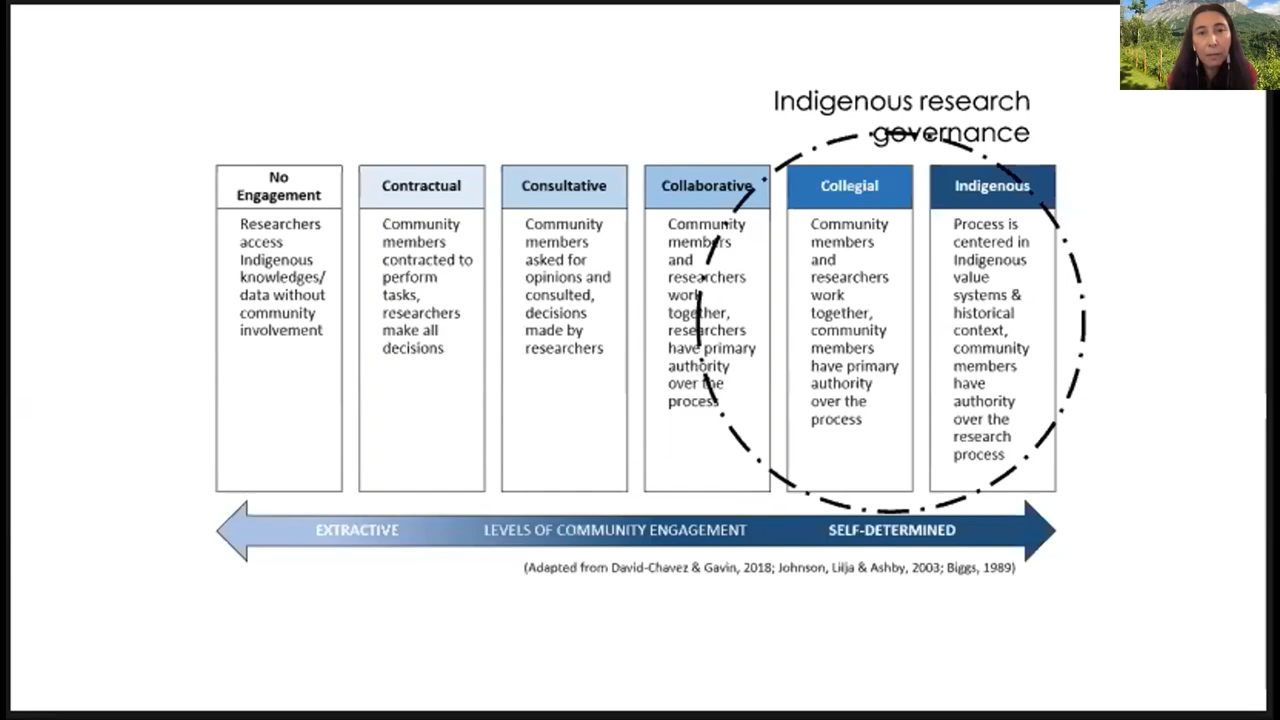 Indigenous research
governance
No
Engagement
Researchers
access
Indigenous
knowledges/
data without
community
involvement
Contractual
Community
members
contracted to
perform
tasks,
researchers
make all
decisions
Consultative
Community
members
asked for
opinions and
consulted,
decisions
made by
researchers
Collaborative
Community
members
and
researchers
work
together,
researchers
have primary
authority
over the
process
Collegial
Community
members
and
researchers
work
together,
community
members
have primary
authority
over the
process
Indigenous
Process is
centered in
Indigenous
value
systems &
historical
context,
community
members
have
authority
over the
research
process
EXTRACTIVE LEVELS OF COMMUNITY ENGAGEMENT SELF-DETERMINED
(Adapted from David-Chavez & Gavin, 2018; Johnson, Lilja & Ashby, 2003; Biggs, 1989)